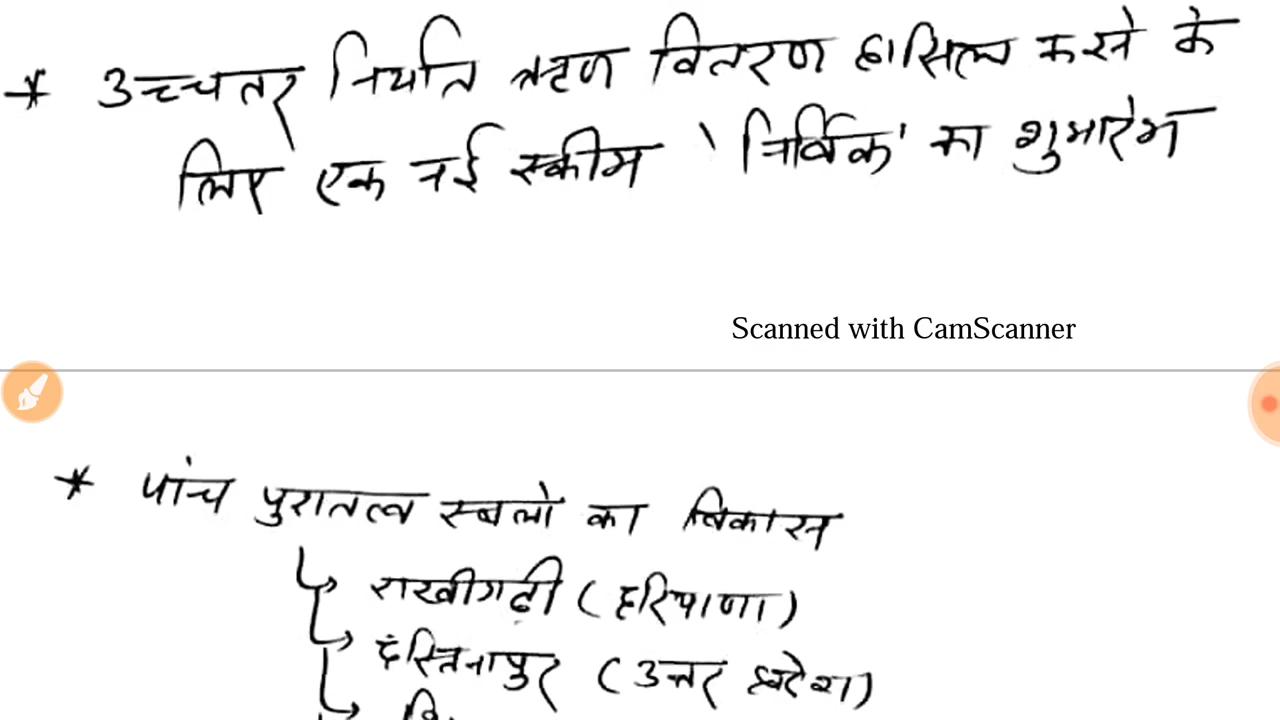 * उच्चतर निर्यात ऋण वितरण हासिल करने के
लिए एक नई स्कीम 'निर्विक' का शुभारंभ
Scanned with CamScanner
* पांच पुरातत्व स्थलों का विकास
राखीगढ़ी (हरियाणा)
हस्तिनापुर (उत्तर प्रदेश)